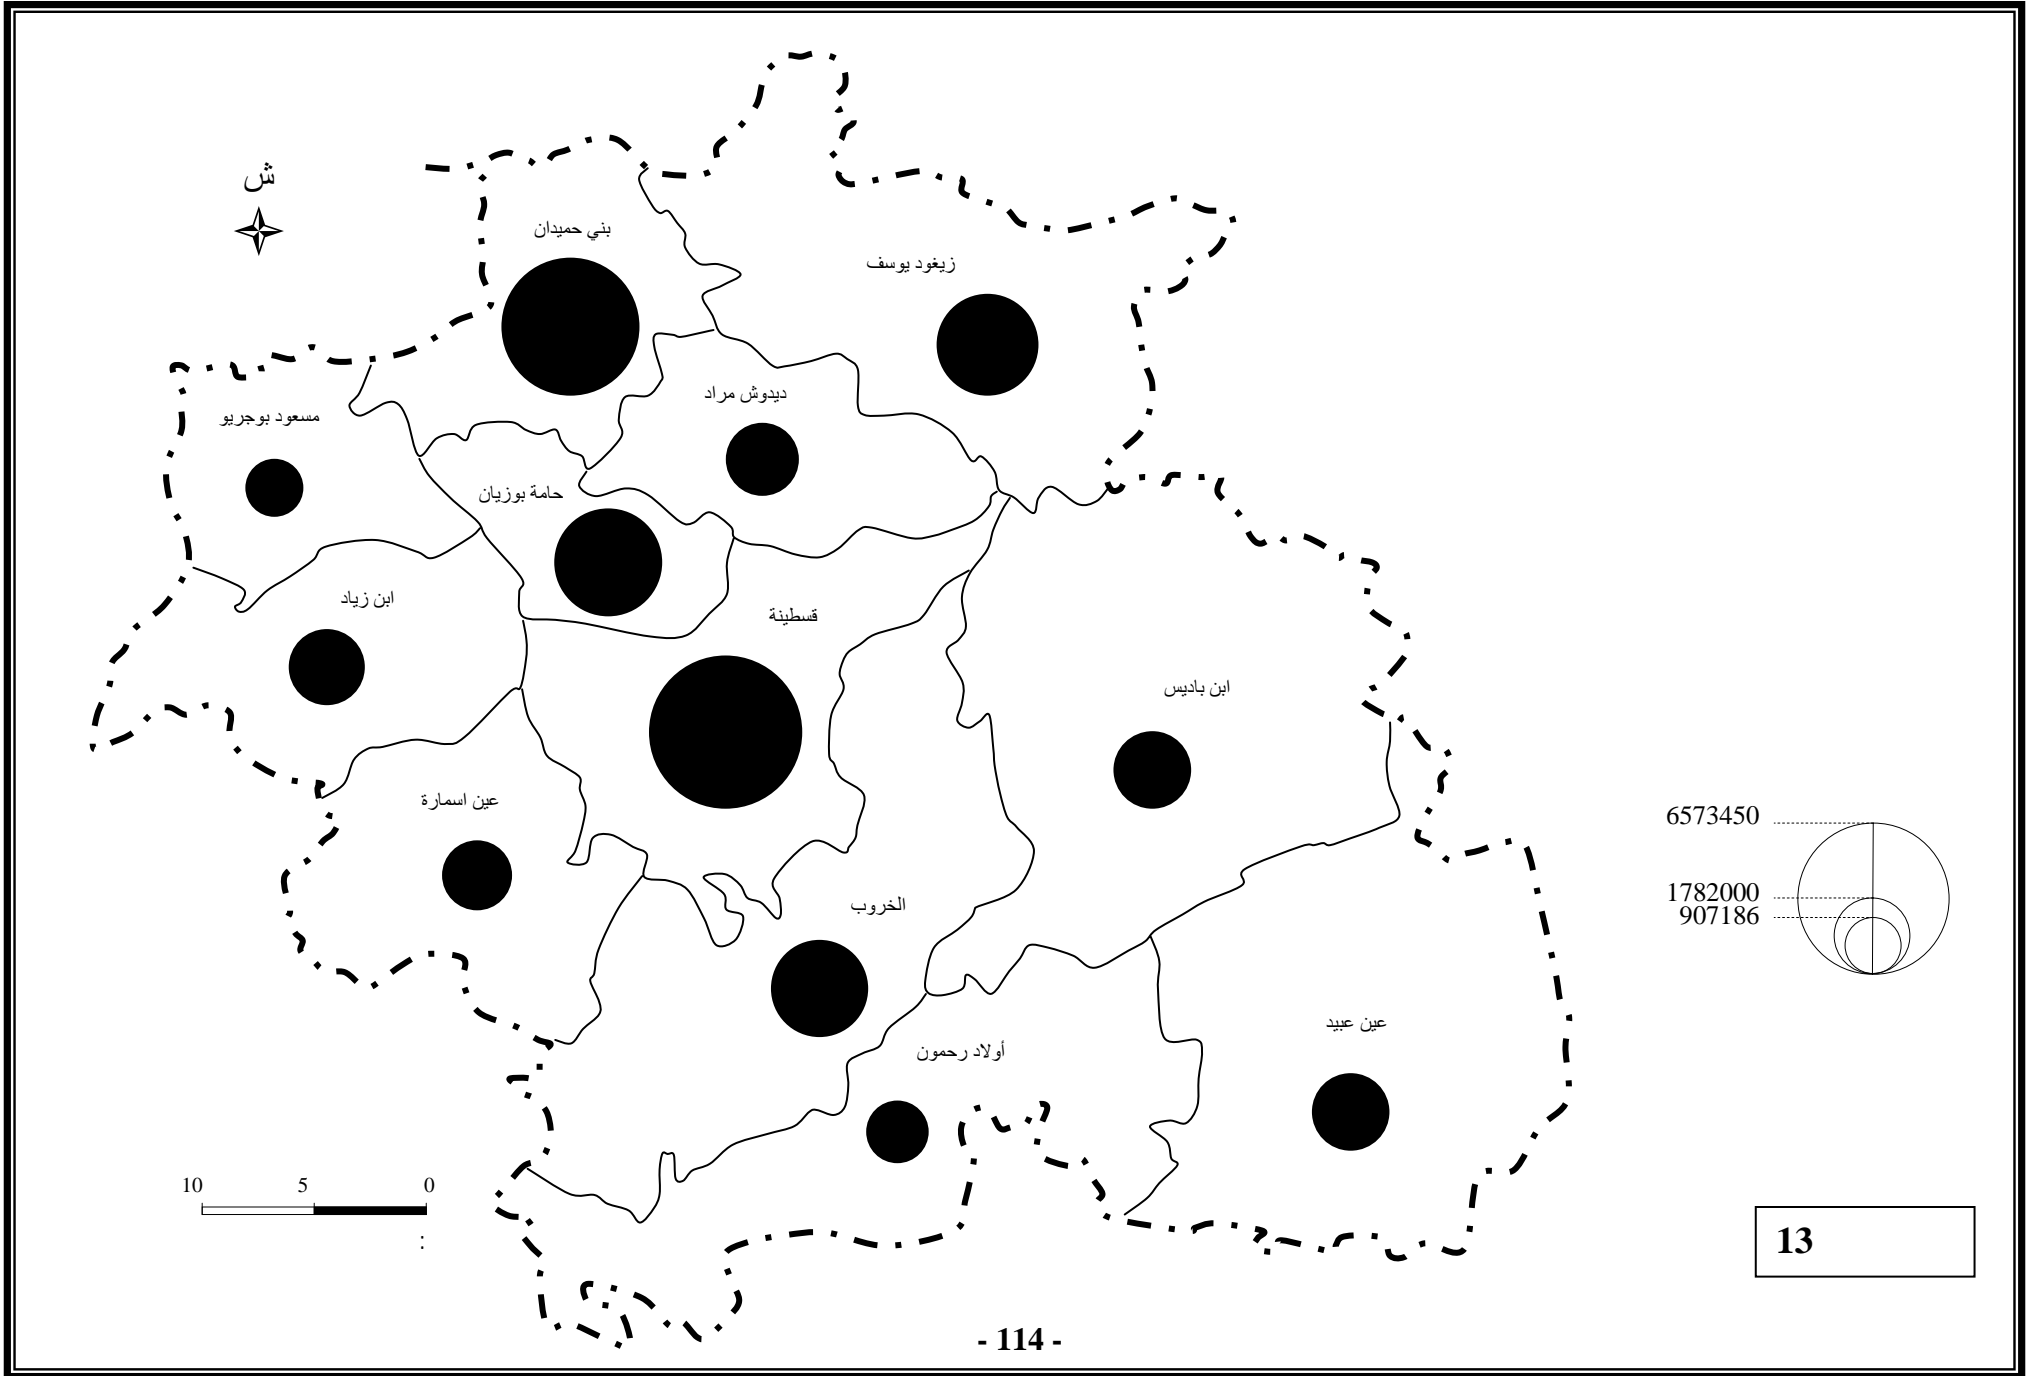 ش
بني حميدان
زيغود يوسف
ديدوش مراد
مسعود بوجريو
حامة بوزيان
ابن زياد
قسطينة
ابن باديس
عين اسمارة
6573450
1782000
907186
الخروب
عين عبيد
أولاد رحمون
10 5 0
:
13
- 114 -